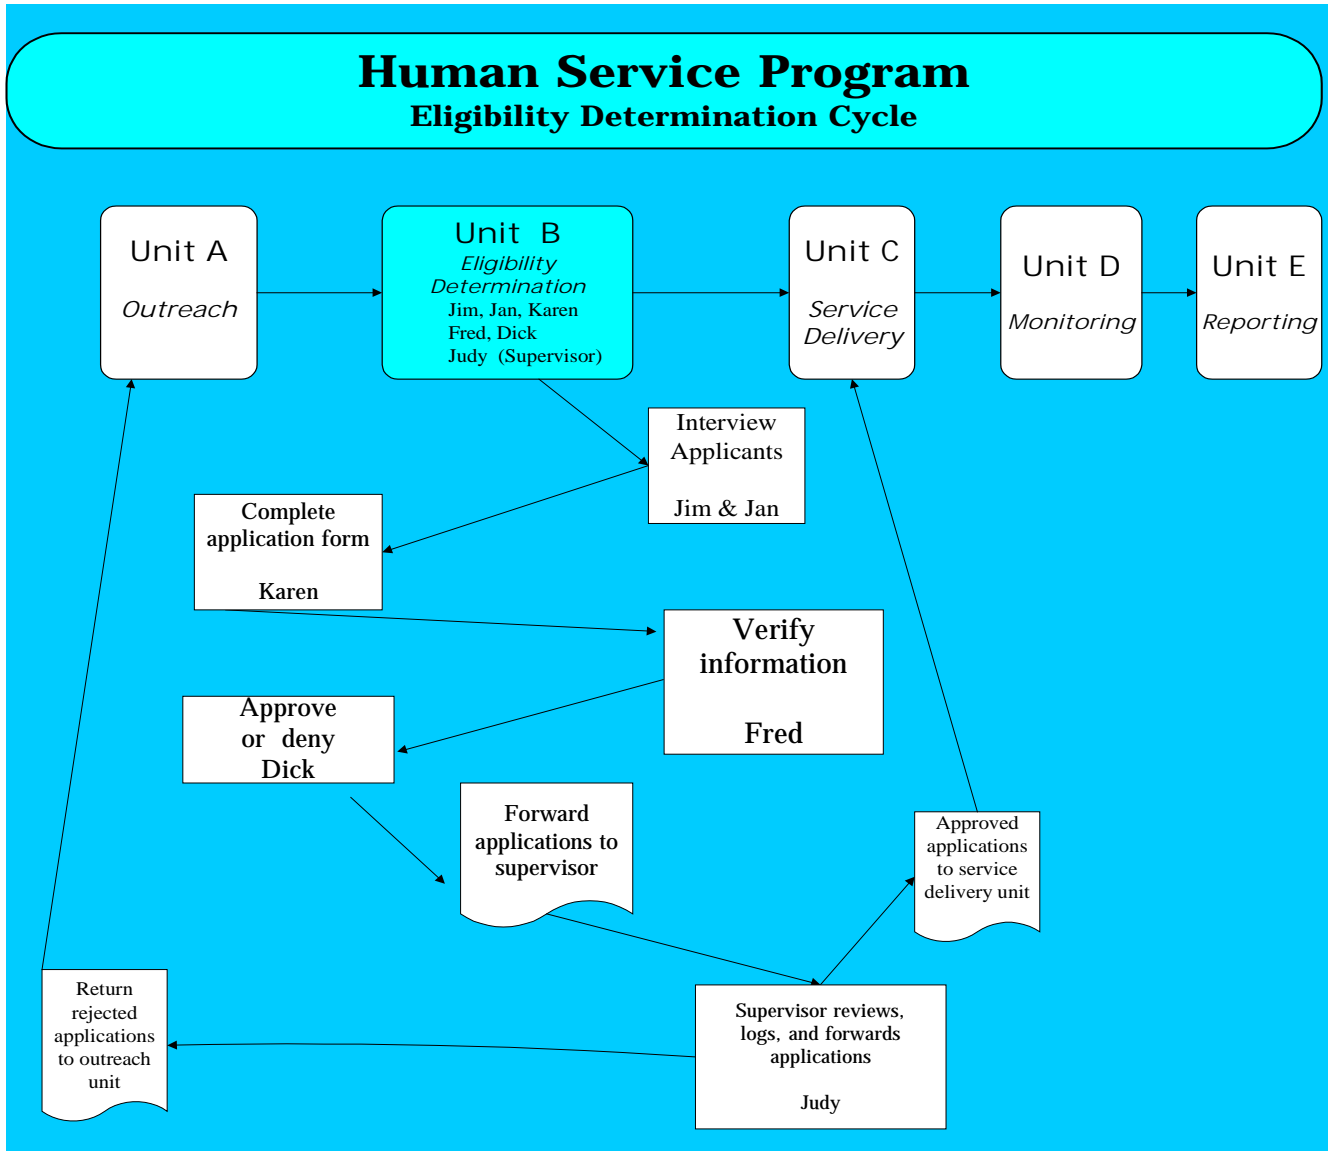 Human Service Program
Eligibility Determination Cycle
Unit A
Outreach
Unit B
Eligibility
Determination
Jim, Jan, Karen
Fred, Dick
Judy (Supervisor)
Unit C
Service
Delivery
Unit D
Monitoring
Unit E
Reporting
Interview
Applicants
Jim & Jan
Complete
application form
Karen
Verify
information
Fred
Approve
or deny
Dick
Forward
applications to
supervisor
Approved
applications
to service
delivery unit
Return
rejected
applications
to outreach
unit
Supervisor reviews,
logs, and forwards
applications
Judy